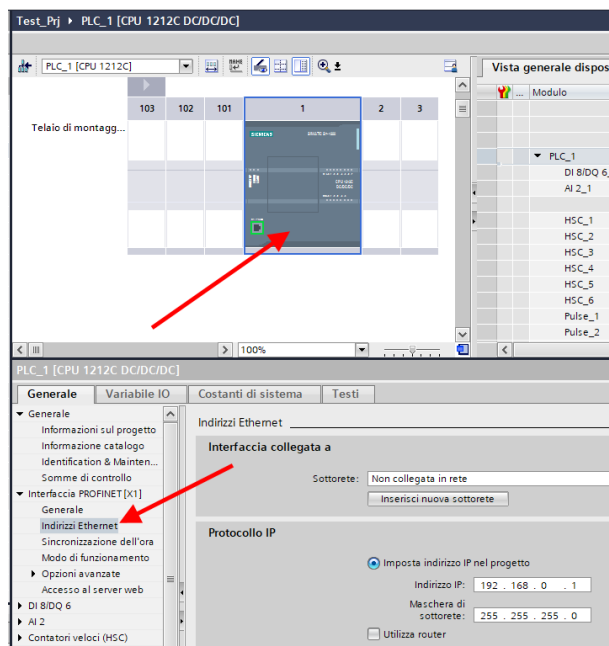 Test_Prj ▸ PLC_1 [CPU 1212C DC/DC/DC]
PLC_1 [CPU 1212C]
Vista generale dispos
... Modulo
103 102 101 1 2 3
Telaio di montagg...
SIEMENS
PLC_1
DI 8/DQ 6_
AI 2_1
HSC_1
HSC_2
HSC_3
HSC_4
HSC_5
HSC_6
Pulse_1
Pulse_2
100%
PLC_1 [CPU 1212C DC/DC/DC]
Generale Variabile IO Costanti di sistema Testi
Generale
Informazioni sul progetto
Informazione catalogo
Identification & Mainten...
Somme di controllo
Interfaccia PROFINET [X1]
Generale
Indirizzi Ethernet
Sincronizzazione dell'ora
Modo di funzionamento
Opzioni avanzate
Accesso al server web
DI 8/DQ 6
AI 2
Contatori veloci (HSC)
Indirizzi Ethernet
Interfaccia collegata a
Sottorete: Non collegata in rete
Inserisci nuova sottorete
Protocollo IP
Imposta indirizzo IP nel progetto
Indirizzo IP: 192 . 168 . 0 . 1
Maschera di
sottorete: 255 . 255 . 255 . 0
Utilizza router